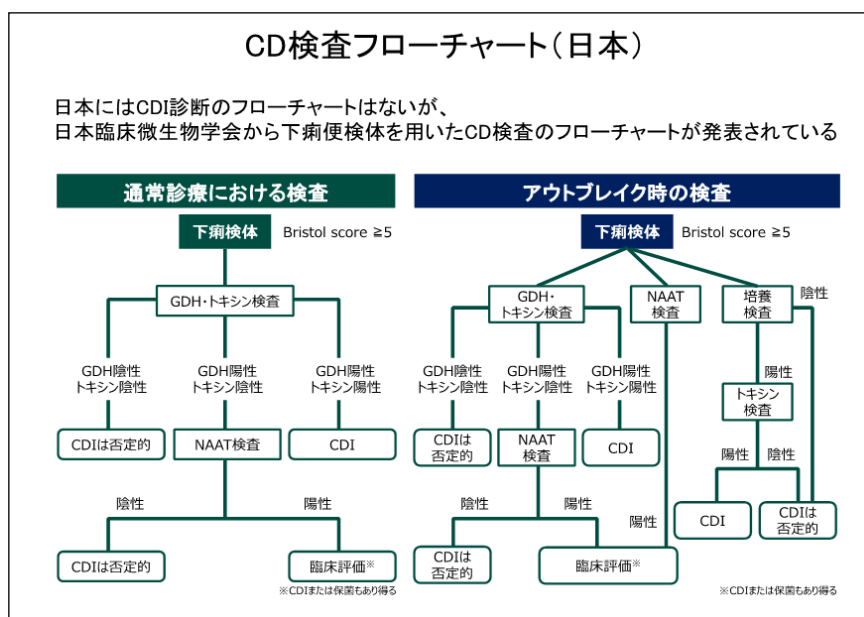 CD検査フローチャート（日本）
日本にはCDI診断のフローチャートはないが、
日本臨床微生物学会から下痢便検体を用いたCD検査のフローチャートが発表されている
通常診療における検査
下痢検体
Bristol score ≧5
GDH・トキシン検査
GDH陰性
トキシン陰性
GDH陽性
トキシン陰性
GDH陽性
トキシン陽性
CDIは否定的
NAAT検査
CDI
陰性
陽性
CDIは否定的
臨床評価※
※CDIまたは保菌もあり得る
アウトブレイク時の検査
下痢検体
Bristol score ≧5
GDH・
トキシン検査
NAAT
検査
培養
検査
陰性
GDH陰性
トキシン陰性
GDH陽性
トキシン陰性
GDH陽性
トキシン陽性
陽性
トキシン
検査
CDIは
否定的
NAAT
検査
CDI
陽性
陰性
CDI
CDIは
否定的
陰性
陽性
陽性
CDIは
否定的
臨床評価※
※CDIまたは保菌もあり得る